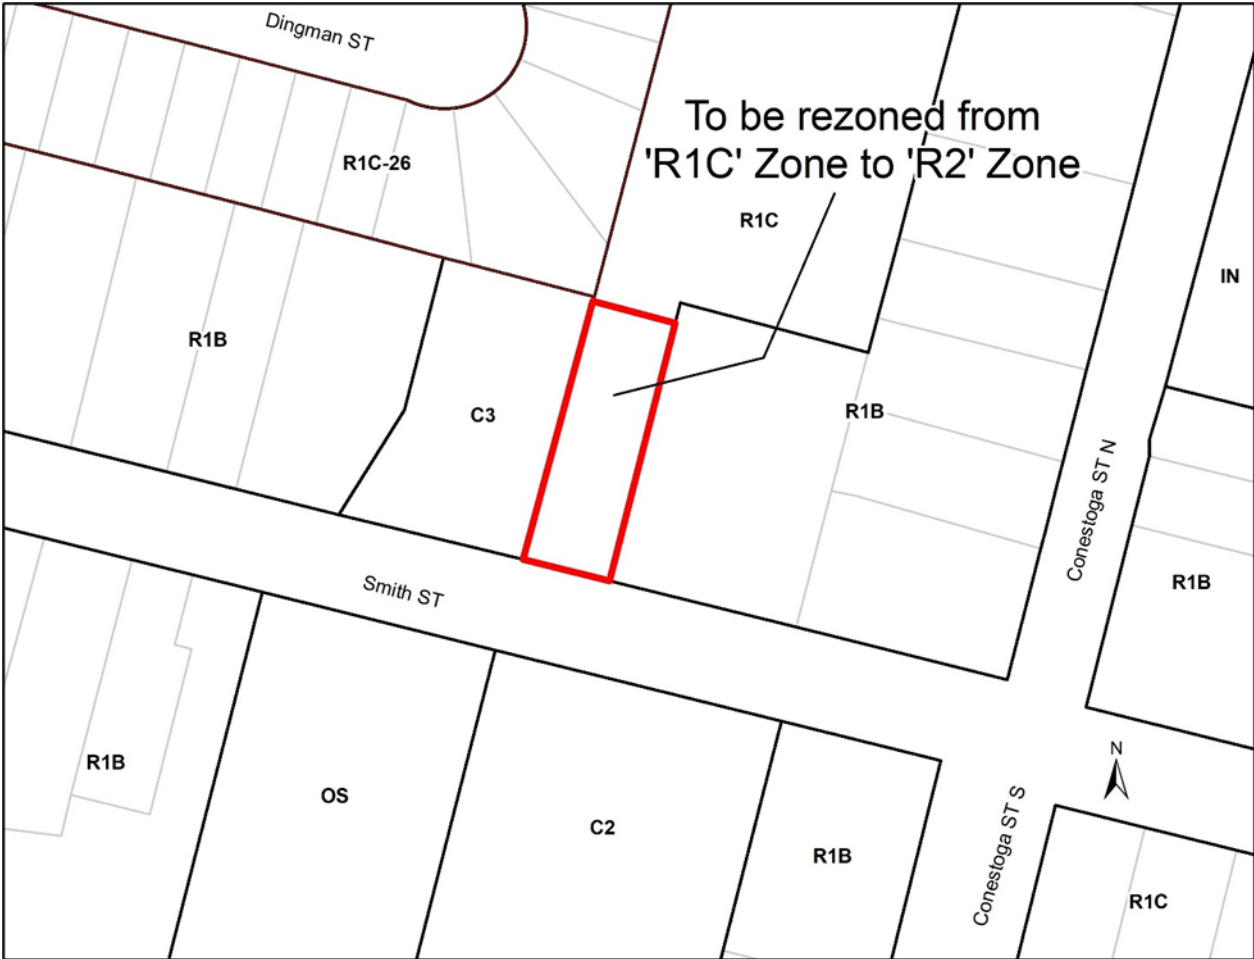 Dingman ST
To be rezoned from
'R1C' Zone to 'R2' Zone
R1C-26
R1C
IN
R1B
C3
R1B
Conestoga ST N
R1B
Smith ST
N
R1B
OS
C2
R1B
Conestoga ST S
R1C